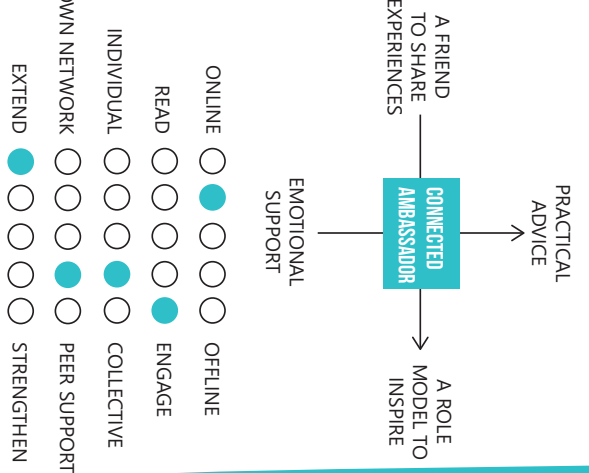 PRACTICAL
ADVICE
A FRIEND
TO SHARE
EXPERIENCES
CONNECTED
AMBASSADOR
A ROLE
MODEL TO
INSPIRE
EMOTIONAL
SUPPORT
ONLINE OFFLINE
READ ENGAGE
INDIVIDUAL COLLECTIVE
OWN NETWORK PEER SUPPORT
EXTEND STRENGTHEN